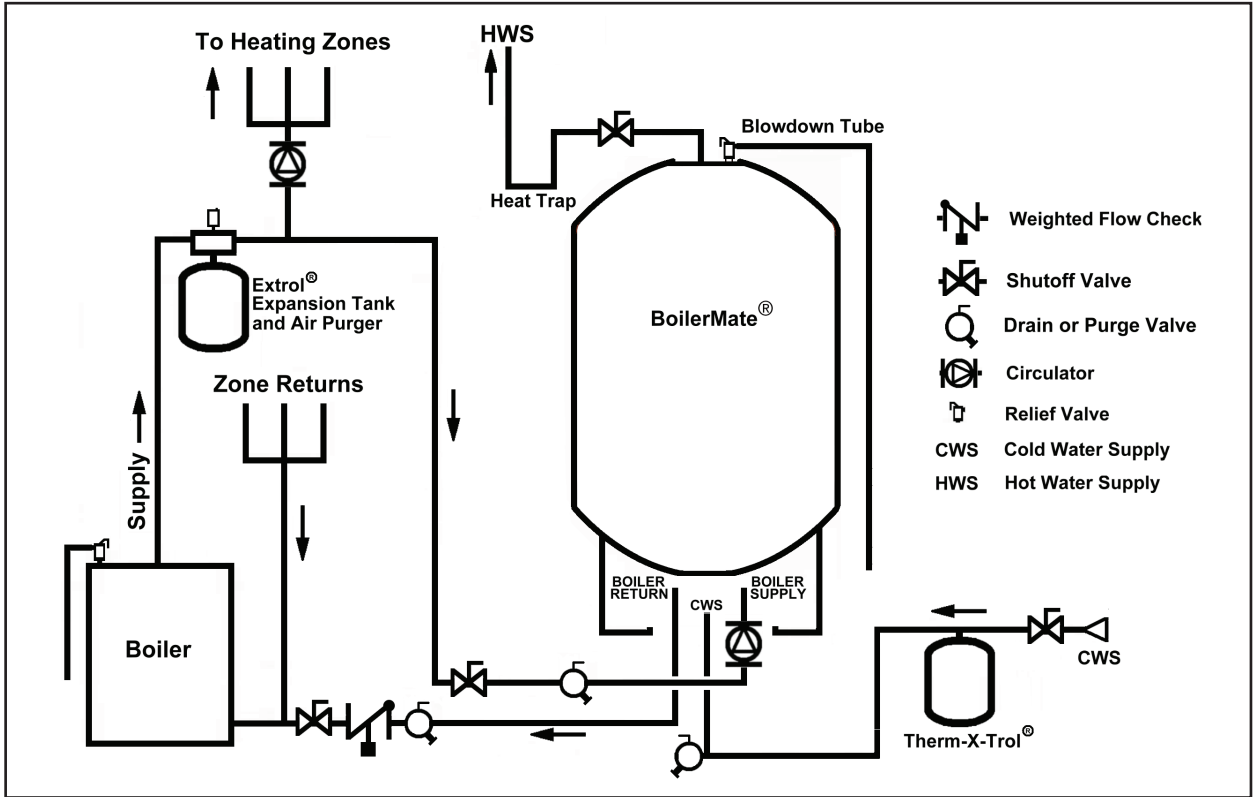 To Heating Zones
HWS
Blowdown Tube
Heat Trap
Extrol®
Expansion Tank
and Air Purger
BoilerMate®
Weighted Flow Check
Shutoff Valve
Drain or Purge Valve
Circulator
Relief Valve
CWS Cold Water Supply
HWS Hot Water Supply
Zone Returns
Supply
BOILER
RETURN
CWS
BOILER
SUPPLY
Boiler
CWS
Therm-X-Trol®